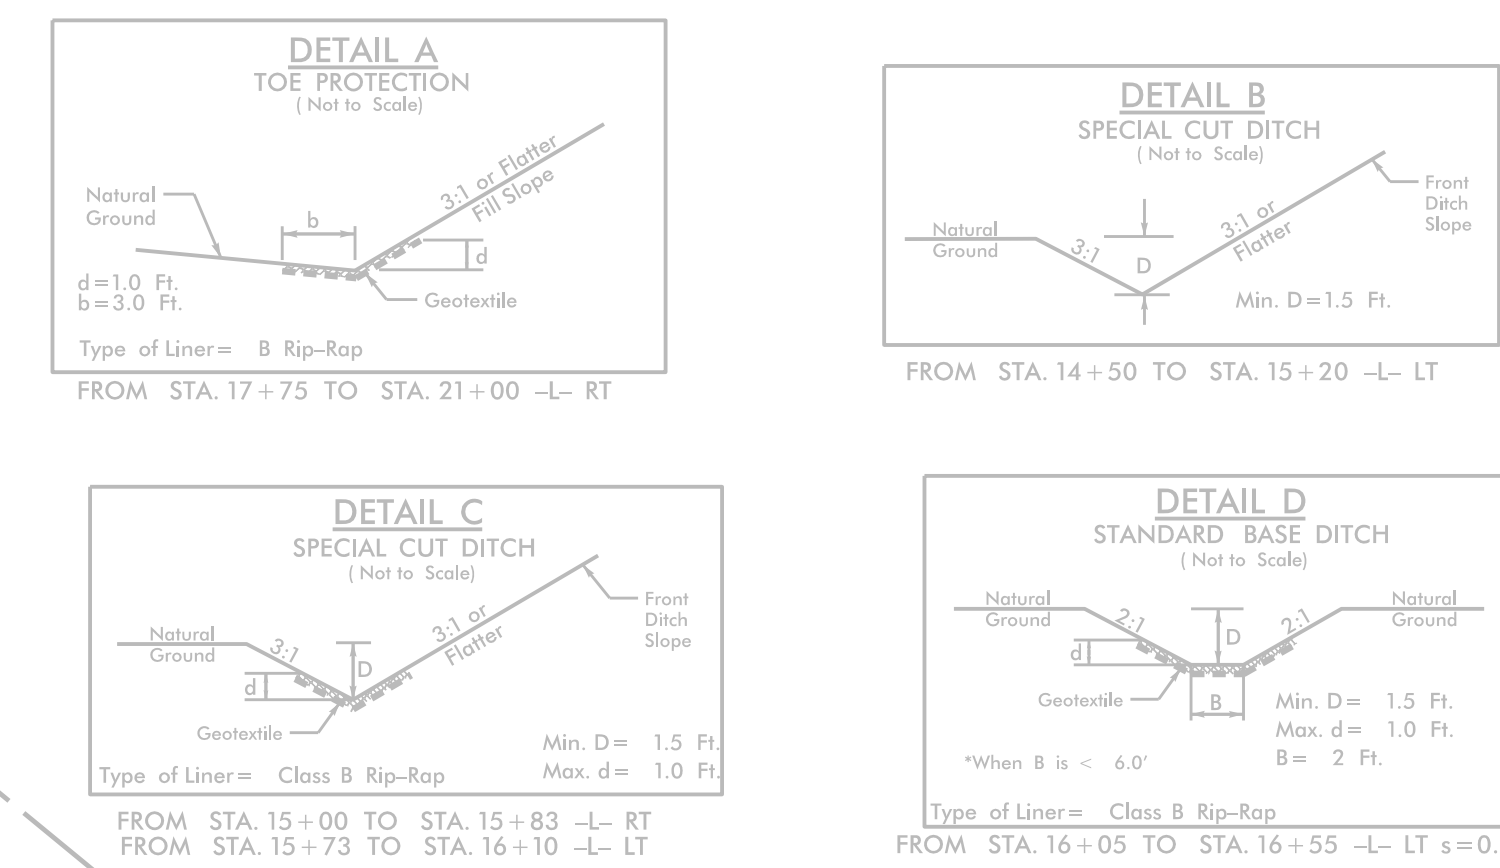 DETAIL A
TOE PROTECTION
( Not to Scale)
3:1 or Flatter
Fill Slope
Natural
Ground
b
d
d=1.0 Ft.
b=3.0 Ft.
Geotextile
Type of Liner= B Rip-Rap
FROM STA. 17+75 TO STA. 21+00 -L- RT
DETAIL B
SPECIAL CUT DITCH
( Not to Scale)
Front
Ditch
Slope
Natural
Ground
3:1
3:1 or
Flatter
D
Min. D=1.5 Ft.
FROM STA. 14+50 TO STA. 15+20 -L- LT
DETAIL C
SPECIAL CUT DITCH
( Not to Scale)
Front
Ditch
Slope
Natural
Ground
3:1
3:1 or
Flatter
D
d
Geotextile
Min. D= 1.5 Ft.
Max. d= 1.0 Ft.
Type of Liner= Class B Rip-Rap
FROM STA. 15+00 TO STA. 15+83 -L- RT
FROM STA. 15+73 TO STA. 16+10 -L- LT
DETAIL D
STANDARD BASE DITCH
( Not to Scale)
Natural
Ground
2:1
2:1
Natural
Ground
D
d
Geotextile
B
Min. D= 1.5 Ft.
Max. d= 1.0 Ft.
B= 2 Ft.
*When B is < 6.0'
Type of Liner= Class B Rip-Rap
FROM STA. 16+05 TO STA. 16+55 -L- LT s=0.